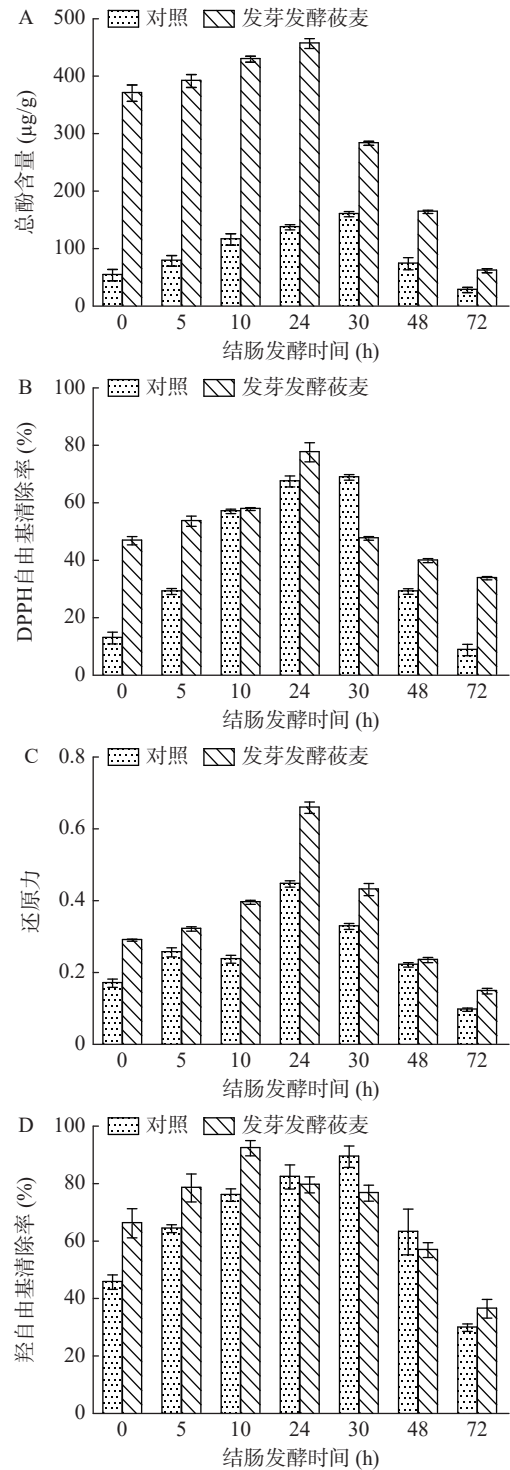 A
对照 发芽发酵莜麦
500
400
300
200
100
0
总酚含量 (μg/g)
0 5 10 24 30 48 72
结肠发酵时间 (h)
B
对照 发芽发酵莜麦
100
80
60
40
20
0
DPPH自由基清除率 (%)
0 5 10 24 30 48 72
结肠发酵时间 (h)
C
对照 发芽发酵莜麦
0.8
0.6
0.4
0.2
0
还原力
0 5 10 24 30 48 72
结肠发酵时间 (h)
D
对照 发芽发酵莜麦
100
80
60
40
20
0
羟自由基清除率 (%)
0 5 10 24 30 48 72
结肠发酵时间 (h)